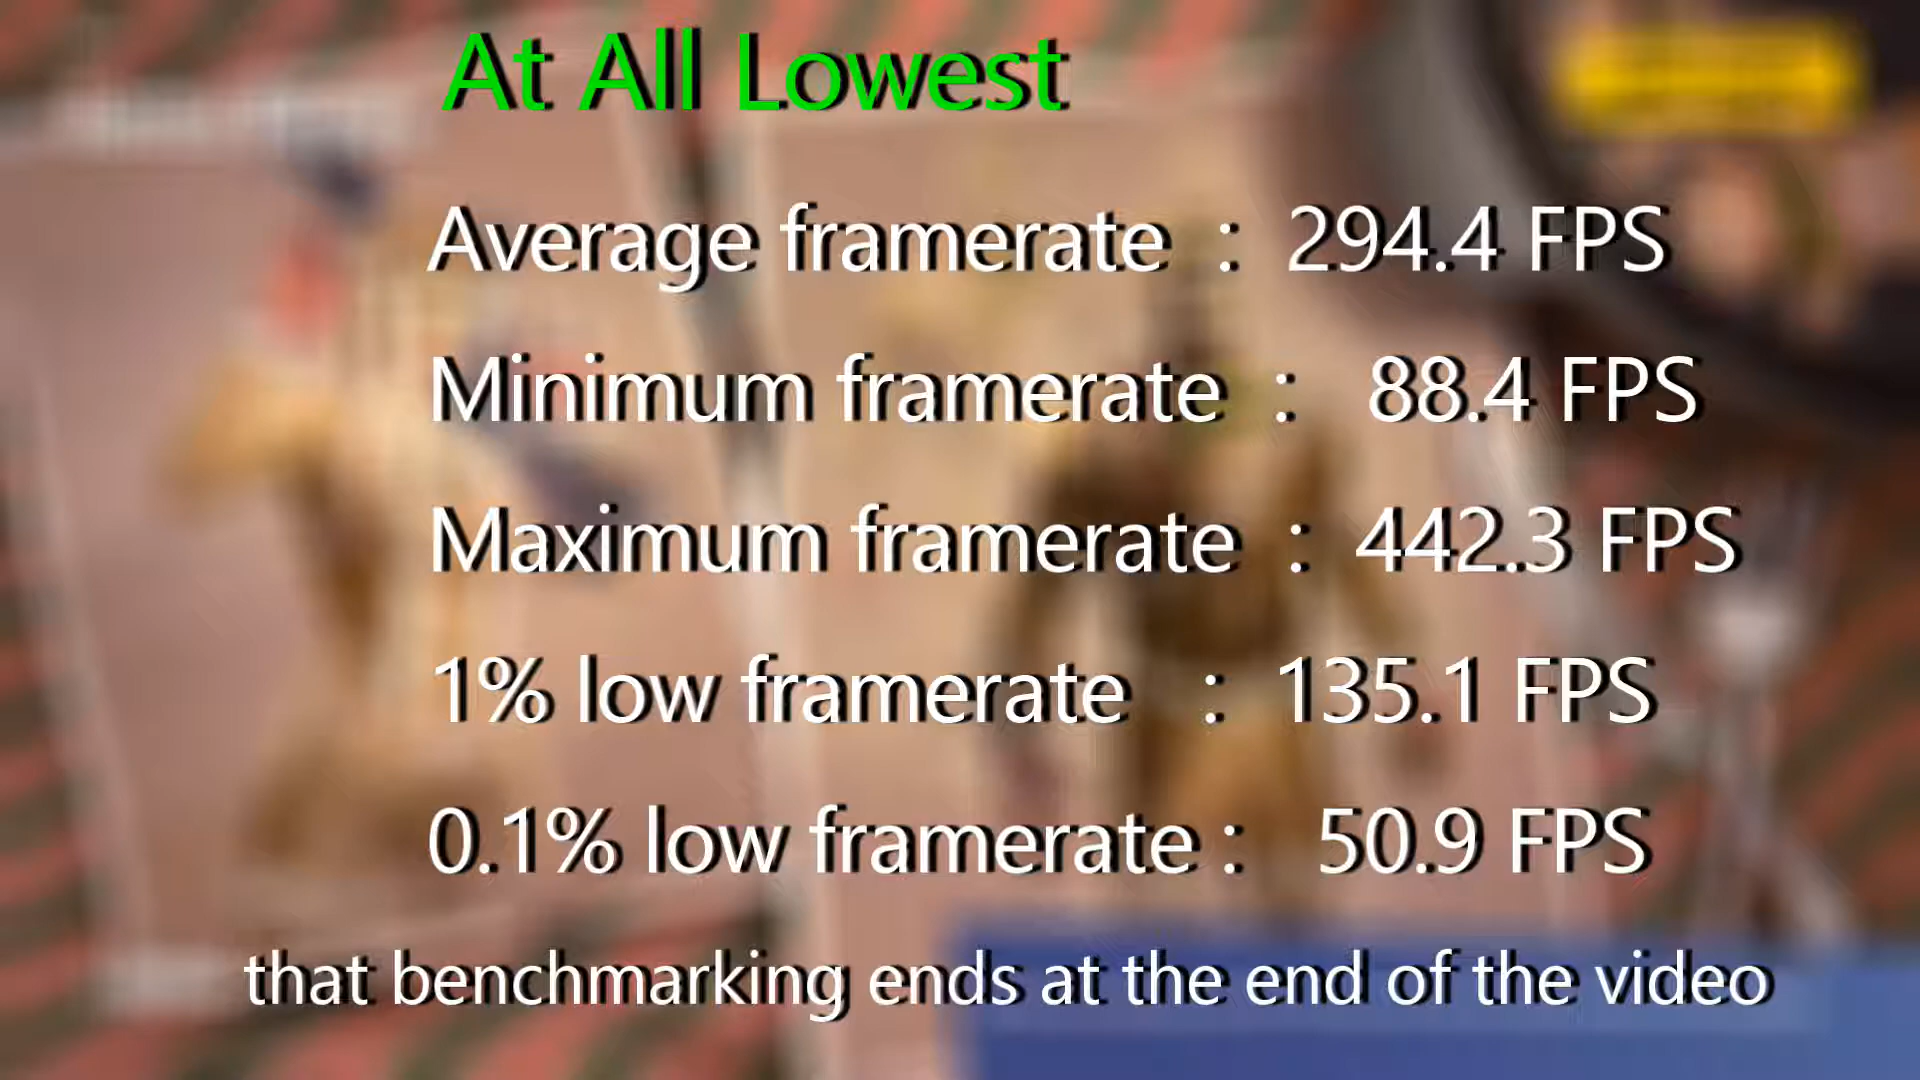 At All Lowest
Average framerate : 294.4 FPS
Minimum framerate : 88.4 FPS
Maximum framerate : 442.3 FPS
1% low framerate : 135.1 FPS
0.1% low framerate : 50.9 FPS
that benchmarking ends at the end of the video